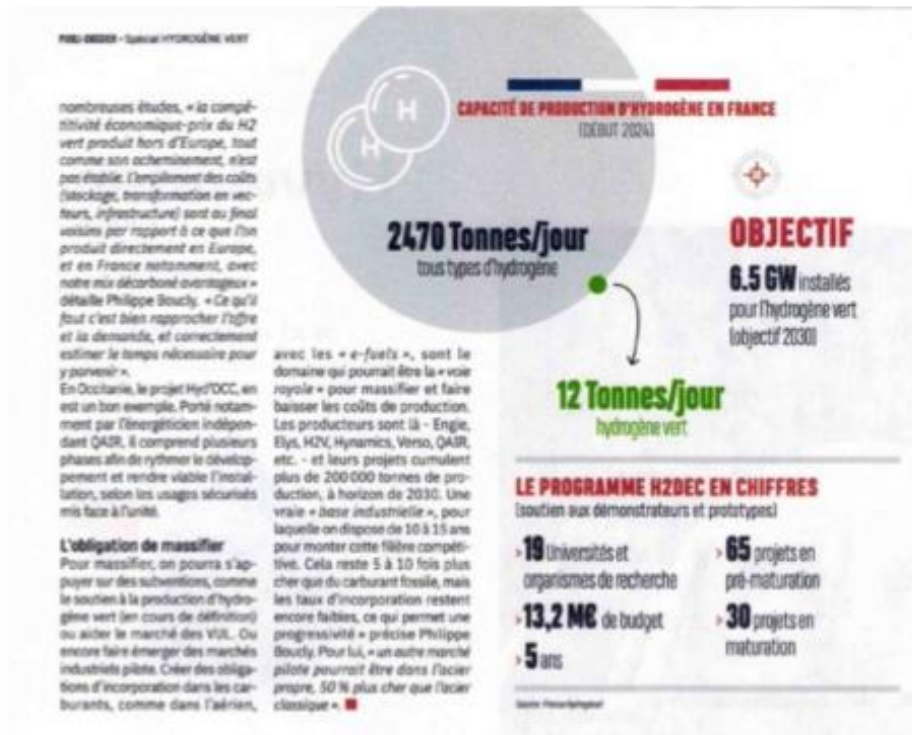 FUEL-INSIDER - Spécial HYDROGÈNE VERT
nombreuses études, « la compé-
titivité économique-prix du H2
vert produit hors d'Europe, tout
comme son acheminement, n'est
pas établie. L'empilement des coûts
(stockage, transformation en vec-
teurs, infrastructure) sont au final
voisins par rapport à ce que l'on
produit directement en Europe,
et en France notamment, avec
notre mix décarboné avantageux »
détaille Philippe Boucly. « Ce qu'il
faut c'est bien rapprocher l'offre
et la demande, et correctement
estimer le temps nécessaire pour
y parvenir ».
En Occitanie, le projet Hyd'OCC, en
est un bon exemple. Porté notam-
ment par l'énergéticien indépen-
dant QAIR, il comprend plusieurs
phases afin de rythmer le dévelop-
pement et rendre viable l'instal-
lation, selon les usages sécurisés
mis face à l'unité.
L'obligation de massifier
Pour massifier, on pourra s'ap-
puyer sur des subventions, comme
le soutien à la production d'hydro-
gène vert (en cours de définition)
ou aider le marché des VUL. Ou
encore faire émerger des marchés
industriels pilote. Créer des obliga-
tions d'incorporation dans les car-
burants, comme dans l'aérien,
avec les « e-fuels », sont le
domaine qui pourrait être la « voie
royale » pour massifier et faire
baisser les coûts de production.
Les producteurs sont là - Engie,
Elys, H2V, Hynamics, Verso, QAIR,
etc. - et leurs projets cumulent
plus de 200 000 tonnes de pro-
duction, à horizon de 2030. Une
vraie « base industrielle », pour
laquelle on dispose de 10 à 15 ans
pour monter cette filière compéti-
tive. Cela reste 5 à 10 fois plus
cher que du carburant fossile, mais
les taux d'incorporation restent
encore faibles, ce qui permet une
progressivité » précise Philippe
Boucly. Pour lui, « un autre marché
pilote pourrait être dans l'acier
propre, 50 % plus cher que l'acier
classique ».
H
H
CAPACITÉ DE PRODUCTION D'HYDROGÈNE EN FRANCE
(DÉBUT 2024)
2470 Tonnes/jour
tous types d'hydrogène
12 Tonnes/jour
hydrogène vert
OBJECTIF
6.5 GW installés
pour l'hydrogène vert
(objectif 2030)
LE PROGRAMME H2DEC EN CHIFFRES
(soutien aux démonstrateurs et prototypes)
› 19 Universités et
organismes de recherche
› 13,2 M€ de budget
› 5 ans
› 65 projets en
pré-maturation
› 30 projets en
maturation